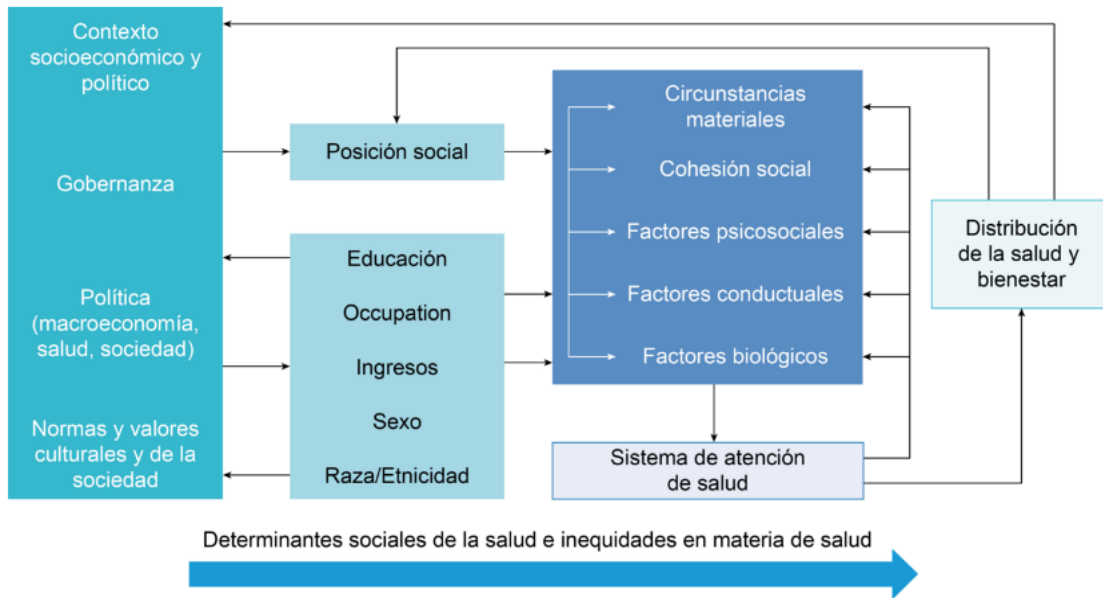 Contexto
socioeconómico y
político
Gobernanza
Política
(macroeconomía,
salud, sociedad)
Normas y valores
culturales y de la
sociedad
Posición social
Educación
Occupation
Ingresos
Sexo
Raza/Etnicidad
Circunstancias
materiales
Cohesión social
Factores psicosociales
Factores conductuales
Factores biológicos
Sistema de atención
de salud
Distribución
de la salud y
bienestar
Determinantes sociales de la salud e inequidades en materia de salud